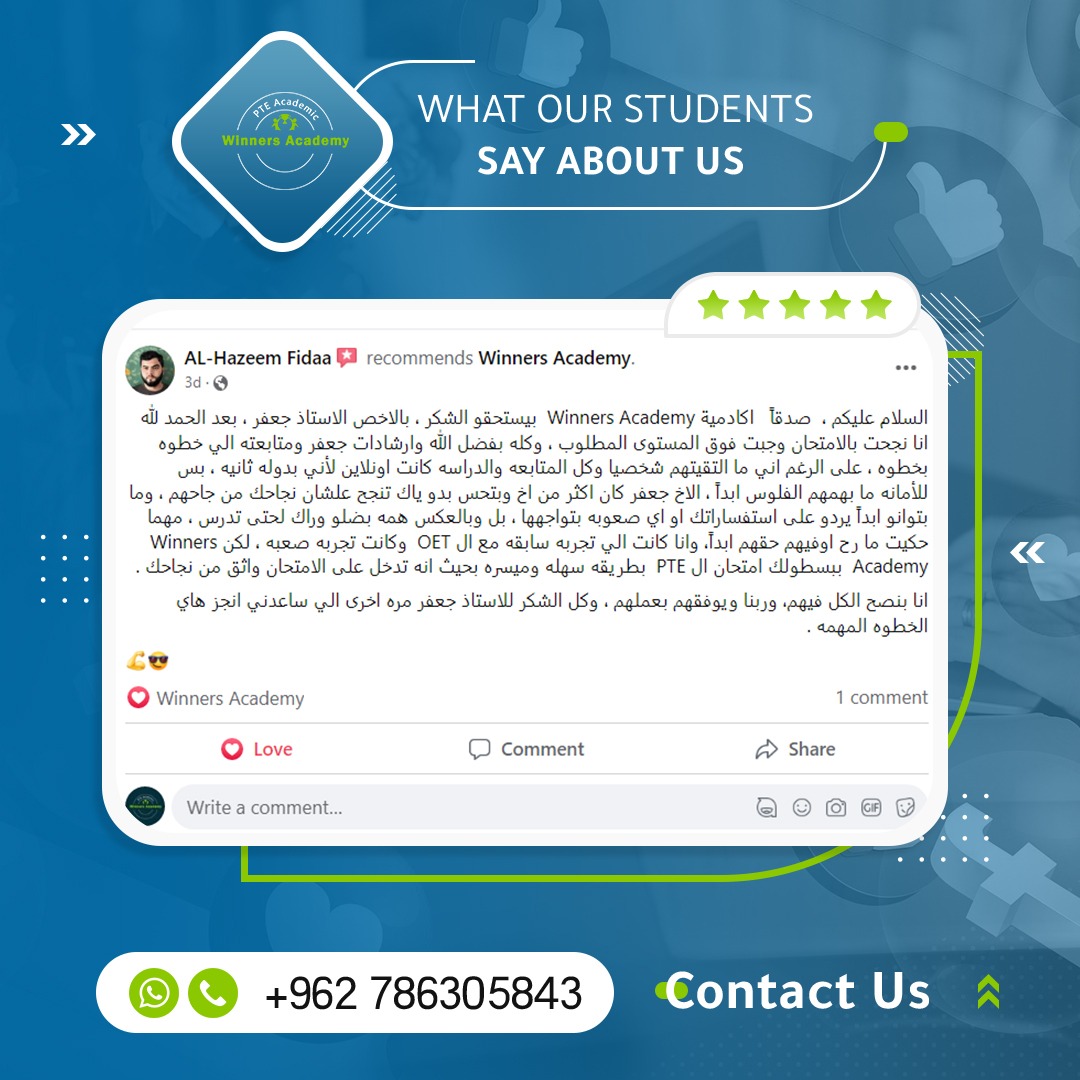 PTE Academic
Winners Academy
WHAT OUR STUDENTS
SAY ABOUT US
AL-Hazeem Fidaa recommends Winners Academy.
3d ·
السلام عليكم ، صدقاً اكادمية Winners Academy بيستحقو الشكر ، بالاخص الاستاذ جعفر ، بعد الحمد لله
انا نجحت بالامتحان وجبت فوق المستوى المطلوب ، وكله بفضل الله وارشادات جعفر ومتابعته الي خطوه
بخطوه ، على الرغم اني ما التقيتهم شخصيا وكل المتابعه والدراسه كانت اونلاين لأني بدوله ثانيه ، بس
للأمانه ما بهمهم الفلوس ابداً ، الاخ جعفر كان اكثر من اخ وبتحس بدو ياك تنجح علشان نجاحك من جاحهم ، وما
بتوانو ابداً يردو على استفساراتك او اي صعوبه بتواجهها ، بل وبالعكس همه بضلو وراك لحتى تدرس ، مهما
حكيت ما رح اوفيهم حقهم ابداً، وانا كانت الي تجربه سابقه مع ال OET وكانت تجربه صعبه ، لكن Winners
Academy ببسطولك امتحان ال PTE بطريقه سهله وميسره بحيث انه تدخل على الامتحان واثق من نجاحك .
انا بنصح الكل فيهم، وربنا ويوفقهم بعملهم ، وكل الشكر للاستاذ جعفر مره اخرى الي ساعدني انجز هاي
الخطوه المهمه .
😎💪
Winners Academy
1 comment
Love
Comment
Share
Write a comment...
GIF
+962 786305843
Contact Us